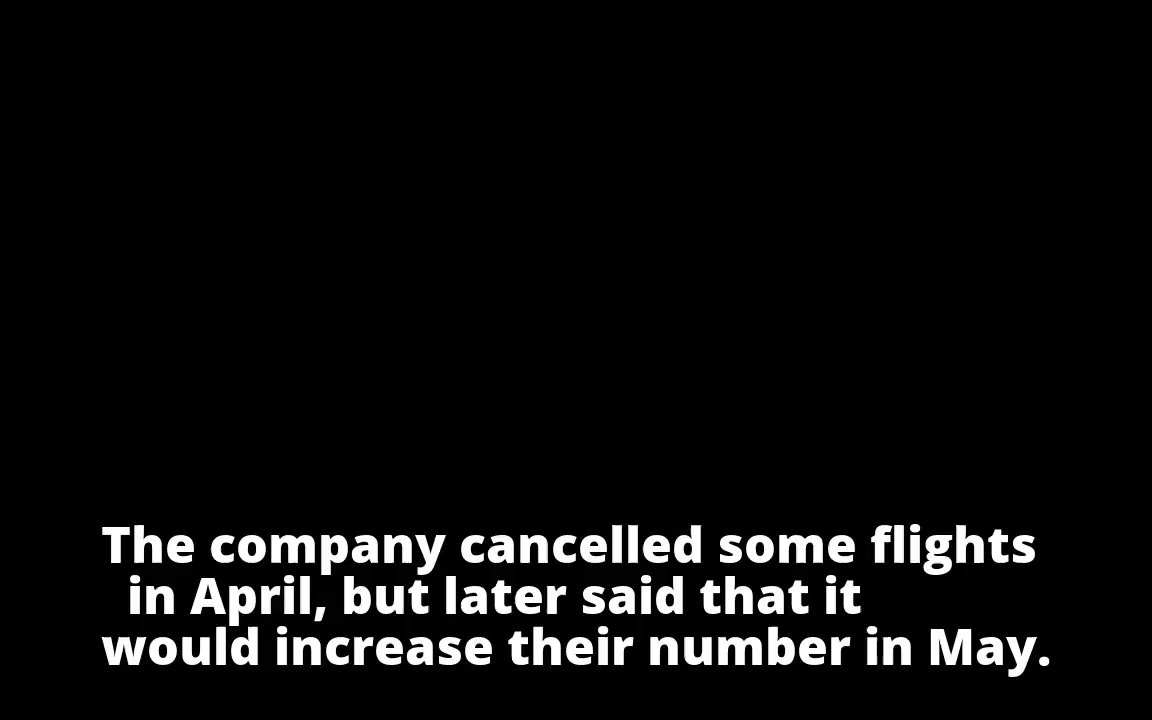 The company cancelled some flights
in April, but later said that it
would increase their number in May.